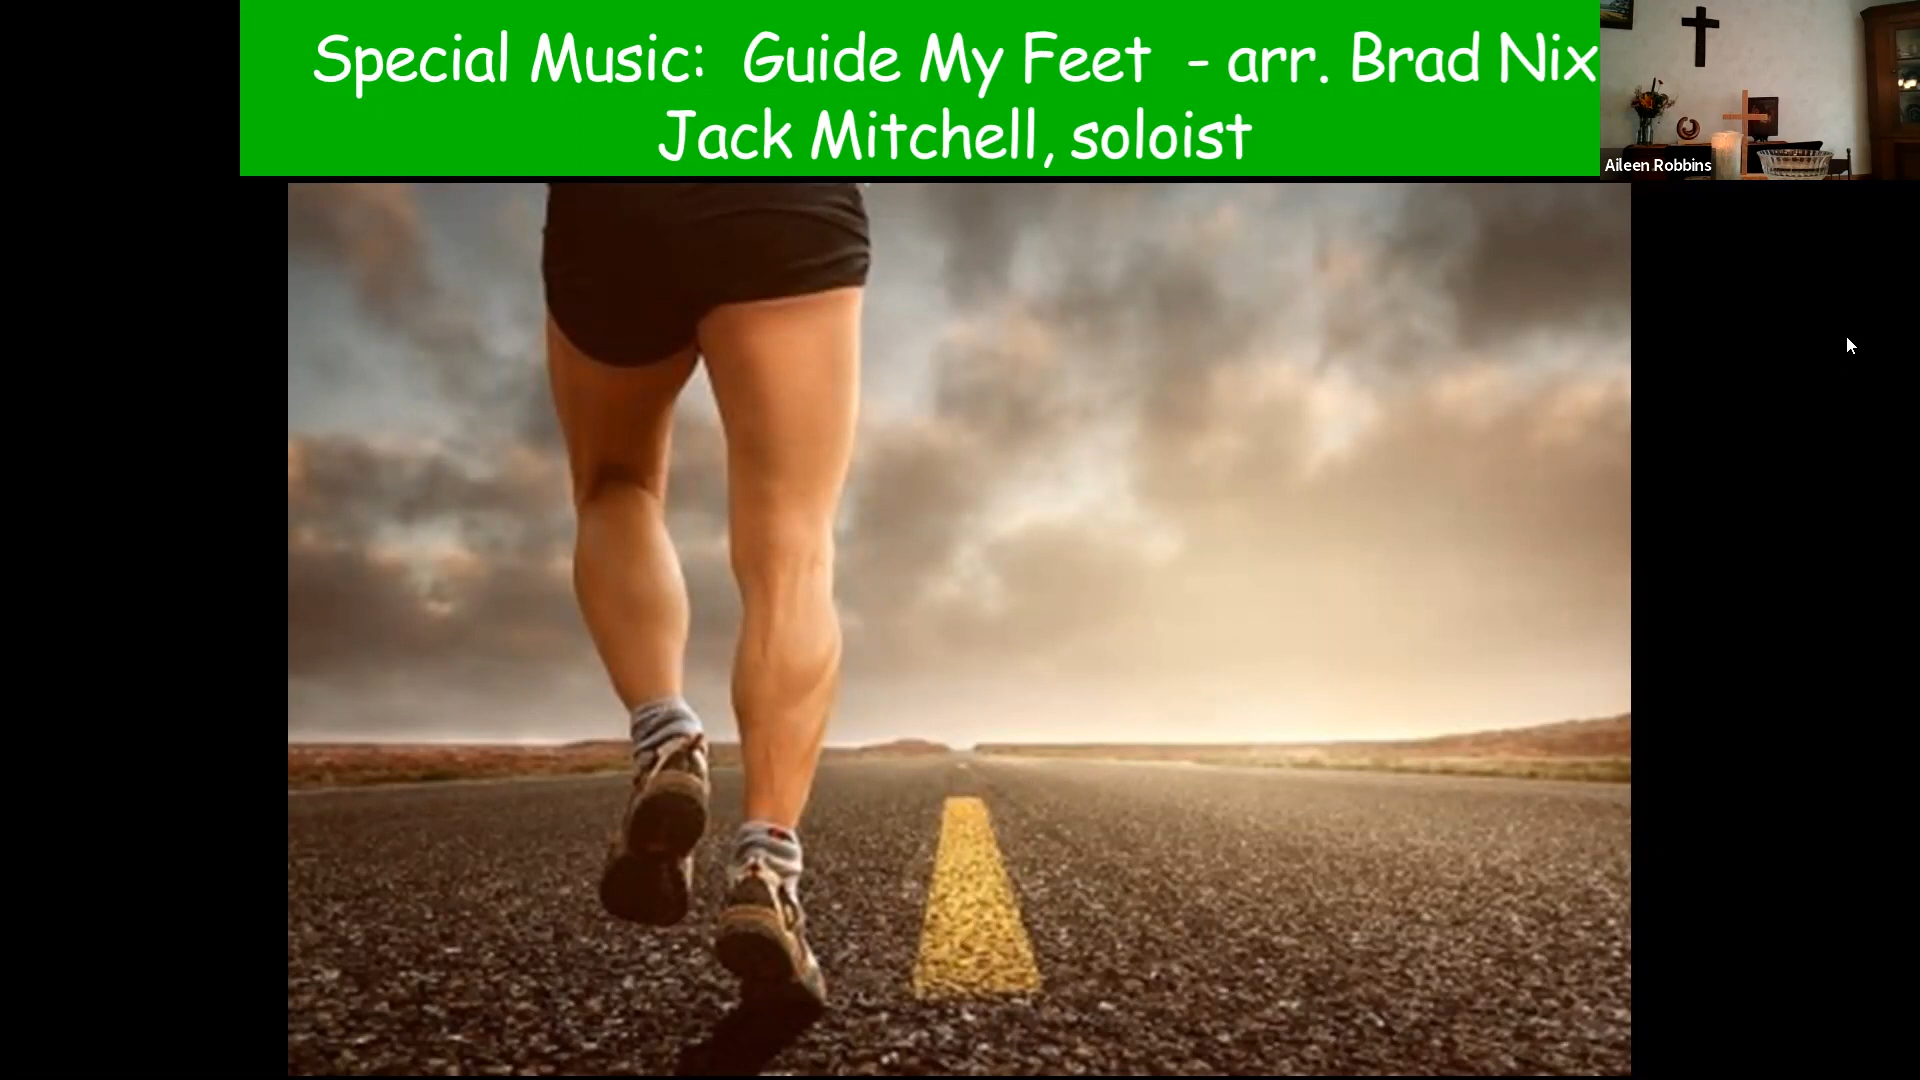 Special Music:  Guide My Feet  - arr. Brad Nix
Jack Mitchell, soloist
Aileen Robbins